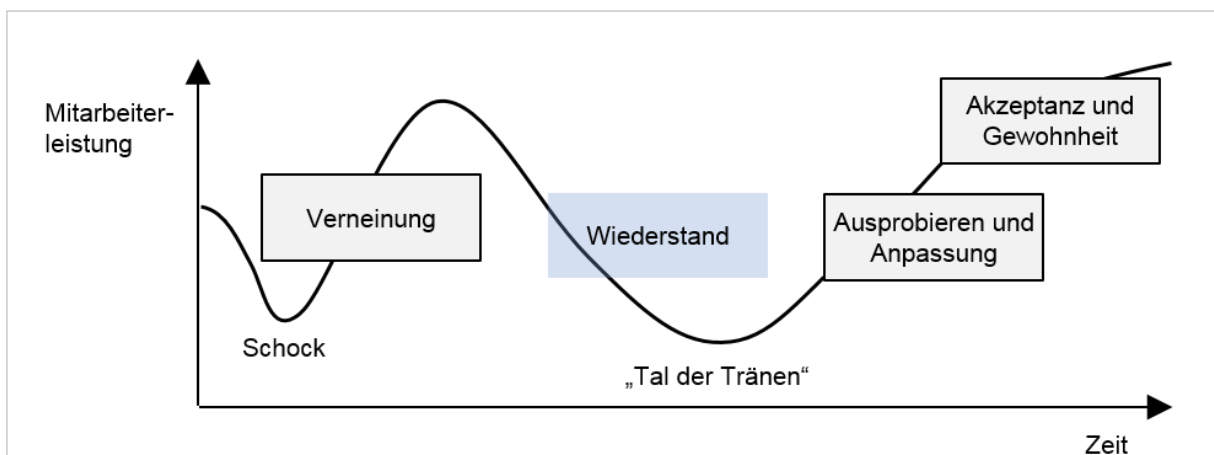 Mitarbeiter-
leistung
Verneinung
Schock
Wiederstand
„Tal der Tränen“
Ausprobieren und
Anpassung
Akzeptanz und
Gewohnheit
Zeit